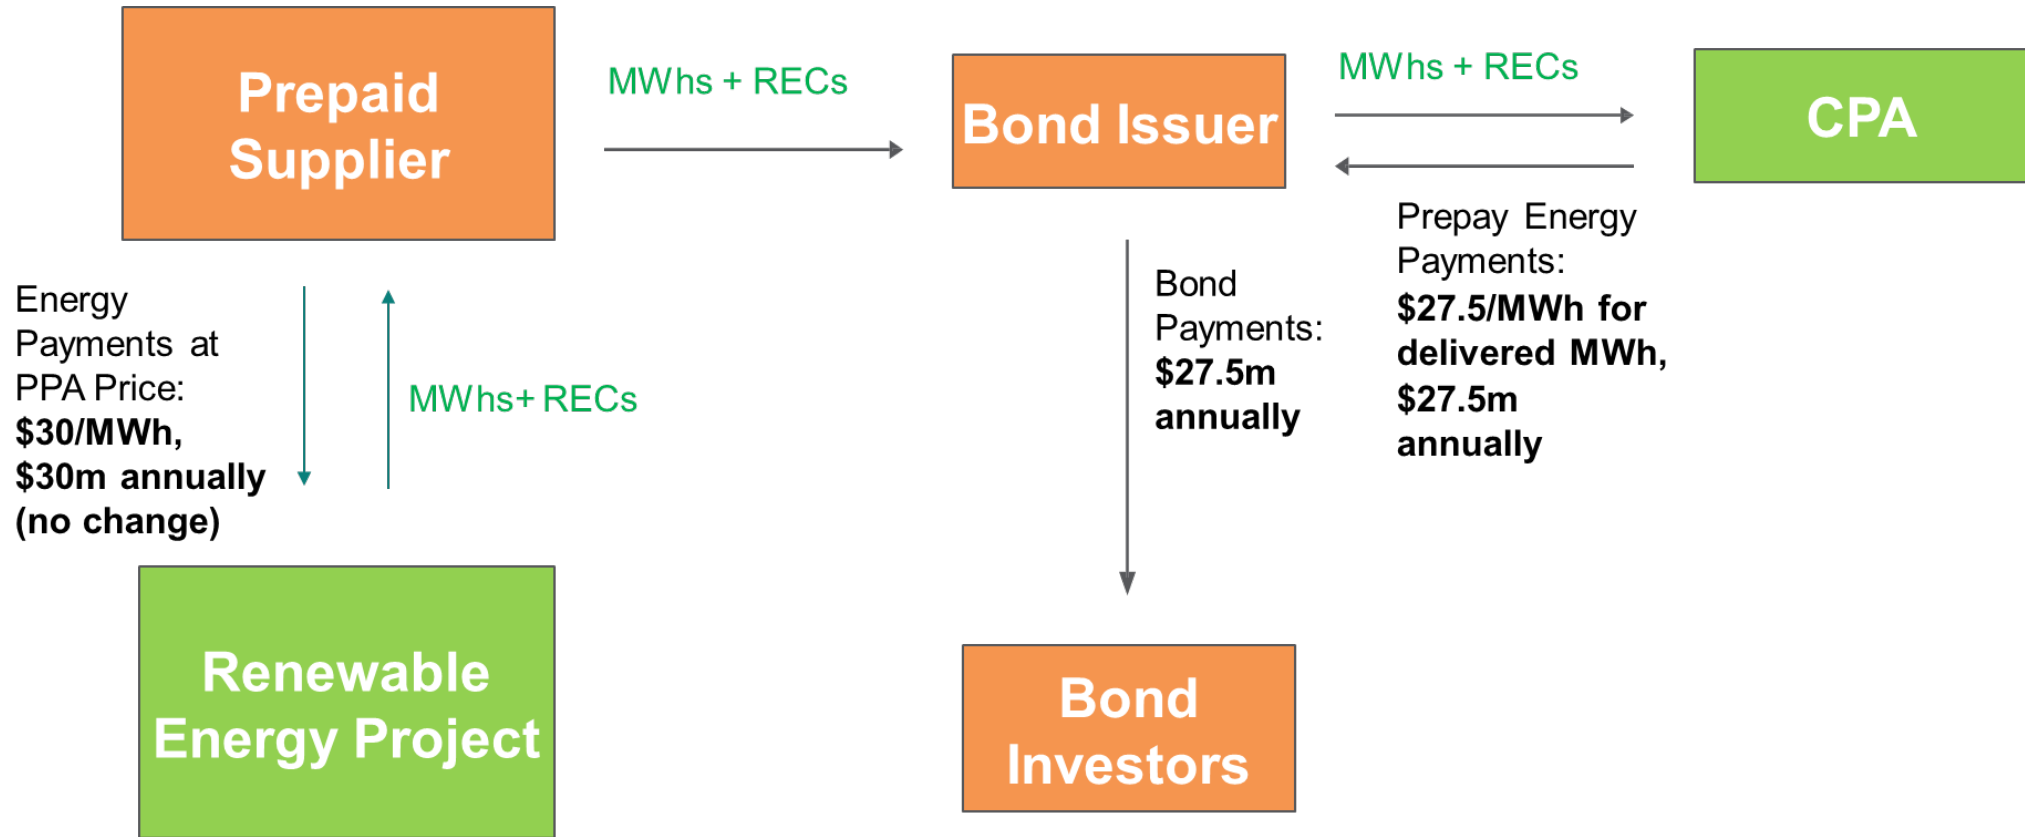 Prepaid
Supplier
MWhs + RECs
Bond Issuer
MWhs + RECs
CPA
Energy
Payments at
PPA Price:
$30/MWh,
$30m annually
(no change)
MWhs+ RECs
Bond
Payments:
$27.5m
annually
Prepay Energy
Payments:
$27.5/MWh for
delivered MWh,
$27.5m
annually
Renewable
Energy Project
Bond
Investors